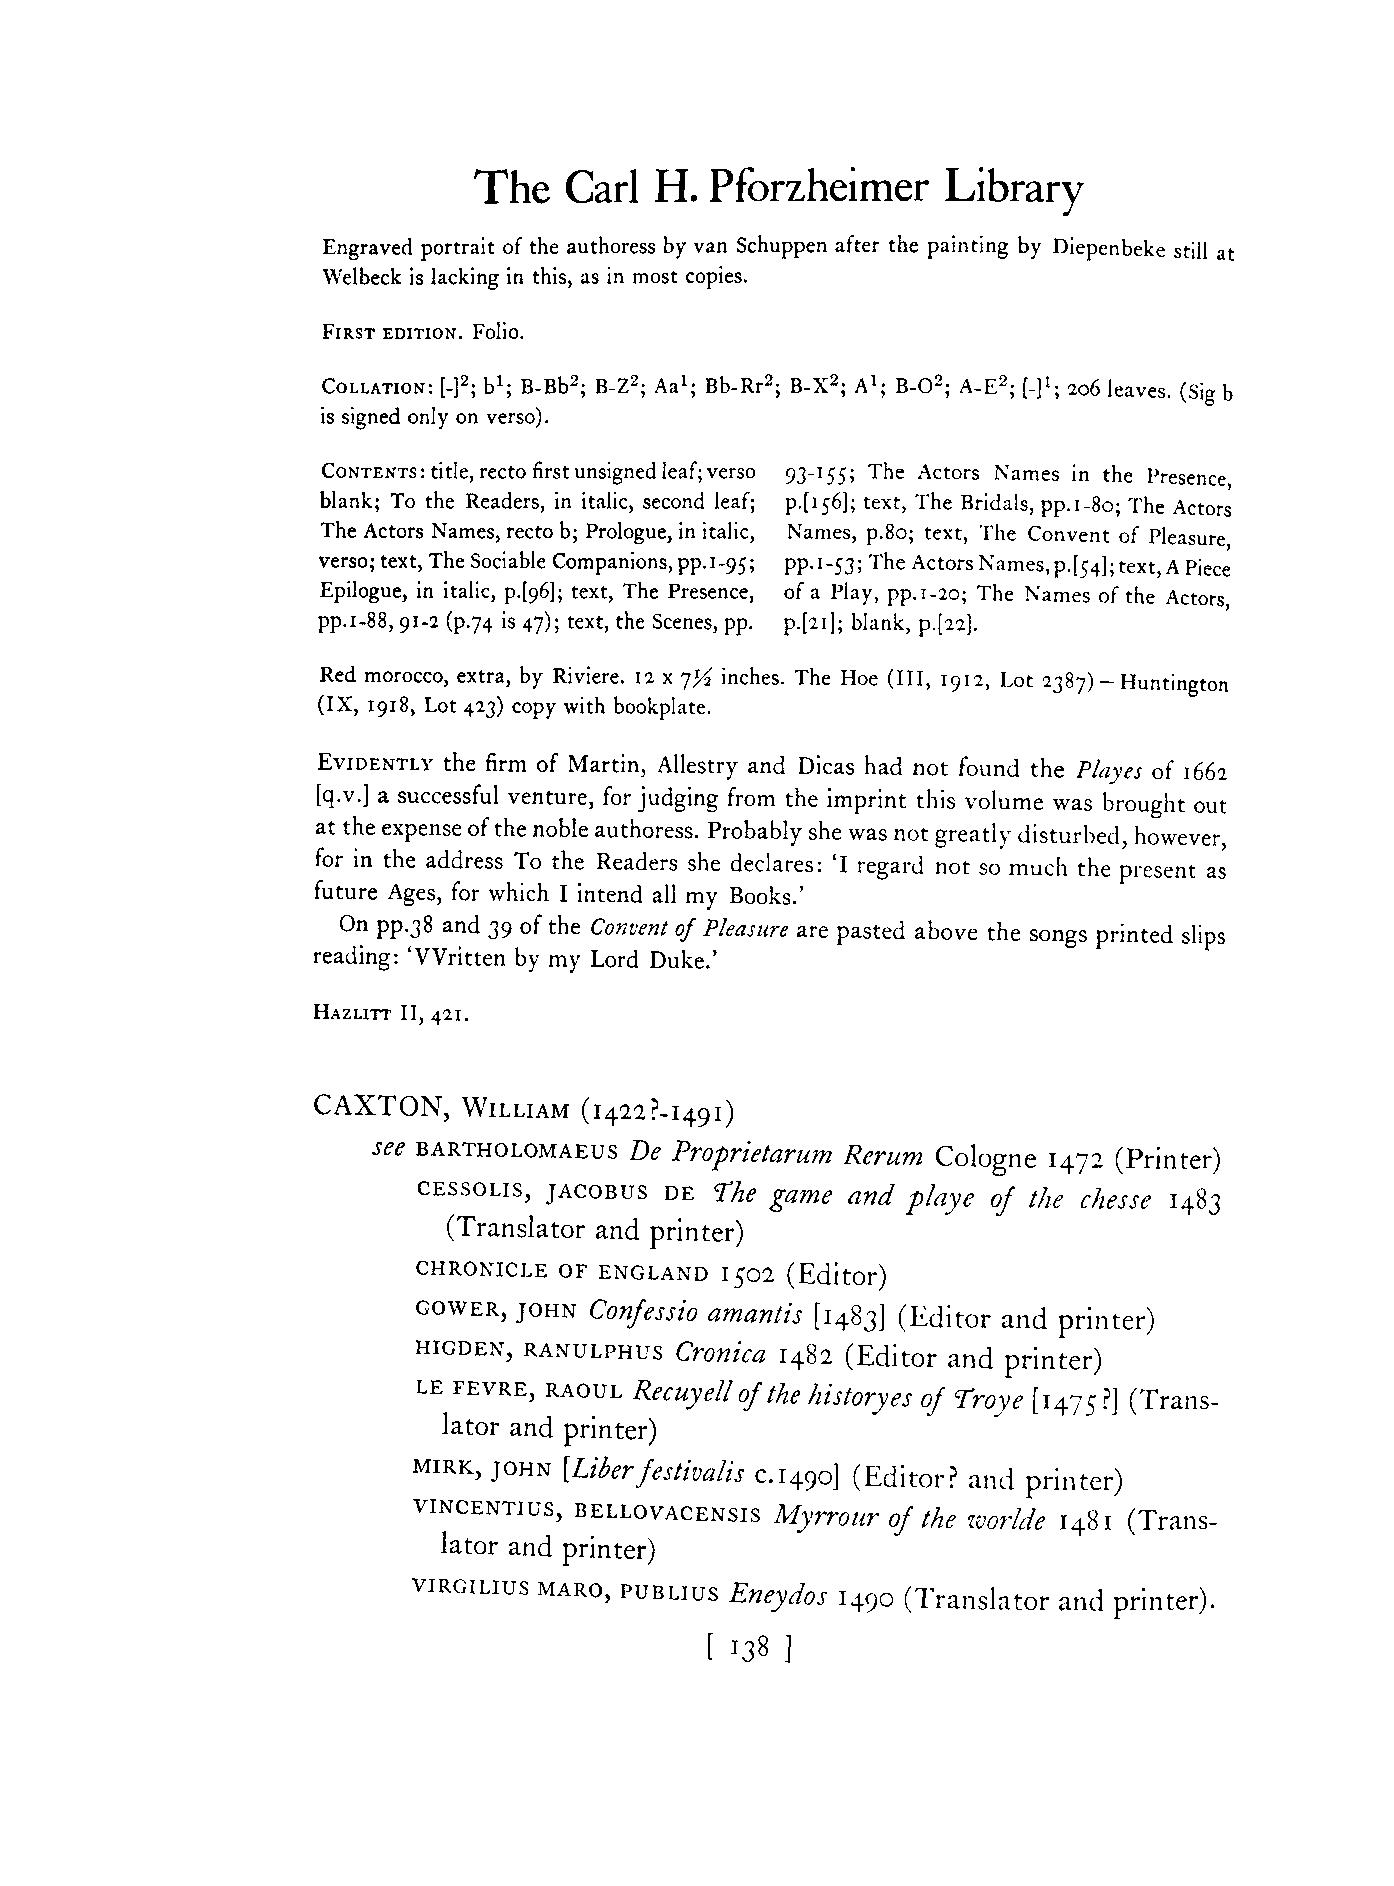 The Carl H. Pforzheimer Library
Engraved portrait of the authoress by van Schuppen after the painting by Diepenbeke still at
Welbeck is lacking in this, as in most copies.
FIRST EDITION. Folio.
COLLATION: [-]²; b¹; B-Bb²; B-Z²; Aa¹; Bb-Rr²; B-X²; A¹; B-O²; A-E²; [-]¹; 206 leaves. (Sig b
is signed only on verso).
CONTENTS: title, recto first unsigned leaf; verso
blank; To the Readers, in italic, second leaf;
The Actors Names, recto b; Prologue, in italic,
verso; text, The Sociable Companions, pp.1-95;
Epilogue, in italic, p.[96]; text, The Presence,
pp.1-88, 91-2 (p.74 is 47); text, the Scenes, pp.
93-155; The Actors Names in the Presence,
p.[156]; text, The Bridals, pp.1-80; The Actors
Names, p.80; text, The Convent of Pleasure,
pp.1-53; The Actors Names, p.[54]; text, A Piece
of a Play, pp.1-20; The Names of the Actors,
p.[21]; blank, p.[22].
Red morocco, extra, by Riviere. 12 x 7½ inches. The Hoe (III, 1912, Lot 2387) – Huntington
(IX, 1918, Lot 423) copy with bookplate.
EVIDENTLY the firm of Martin, Allestry and Dicas had not found the Playes of 1662
[q.v.] a successful venture, for judging from the imprint this volume was brought out
at the expense of the noble authoress. Probably she was not greatly disturbed, however,
for in the address To the Readers she declares: ‘I regard not so much the present as
future Ages, for which I intend all my Books.’
On pp.38 and 39 of the Convent of Pleasure are pasted above the songs printed slips
reading: ‘VVritten by my Lord Duke.’
HAZLITT II, 421.
CAXTON, WILLIAM (1422?-1491)
see BARTHOLOMAEUS De Proprietarum Rerum Cologne 1472 (Printer)
CESSOLIS, JACOBUS DE The game and playe of the chesse 1483
(Translator and printer)
CHRONICLE OF ENGLAND 1502 (Editor)
GOWER, JOHN Confessio amantis [1483] (Editor and printer)
HIGDEN, RANULPHUS Cronica 1482 (Editor and printer)
LE FEVRE, RAOUL Recuyell of the historyes of Troye [1475?] (Trans-
lator and printer)
MIRK, JOHN [Liber festivalis c.1490] (Editor? and printer)
VINCENTIUS, BELLOVACENSIS Myrrour of the worlde 1481 (Trans-
lator and printer)
VIRGILIUS MARO, PUBLIUS Eneydos 1490 (Translator and printer).
[ 138 ]